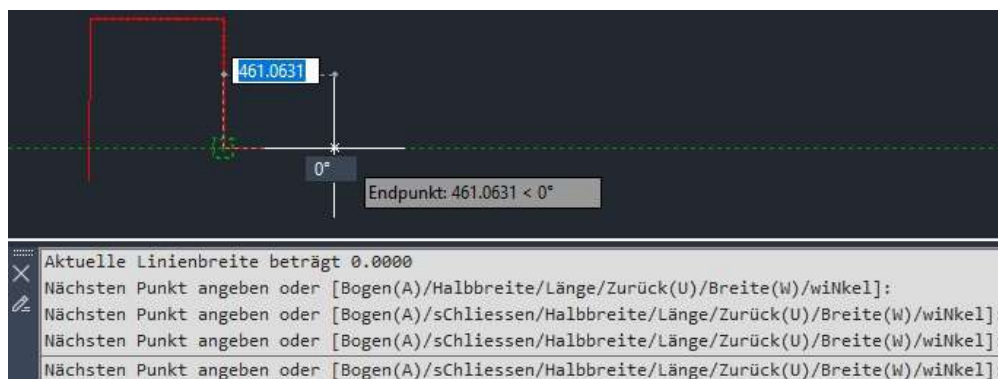 461.0631
0°
Endpunkt: 461.0631 < 0°
Aktuelle Linienbreite beträgt 0.0000
Nächsten Punkt angeben oder [Bogen(A)/Halbbreite/Länge/Zurück(U)/Breite(W)/wiNkel]:
Nächsten Punkt angeben oder [Bogen(A)/sChliessen/Halbbreite/Länge/Zurück(U)/Breite(W)/wiNkel]
Nächsten Punkt angeben oder [Bogen(A)/sChliessen/Halbbreite/Länge/Zurück(U)/Breite(W)/wiNkel]
Nächsten Punkt angeben oder [Bogen(A)/sChliessen/Halbbreite/Länge/Zurück(U)/Breite(W)/wiNkel]